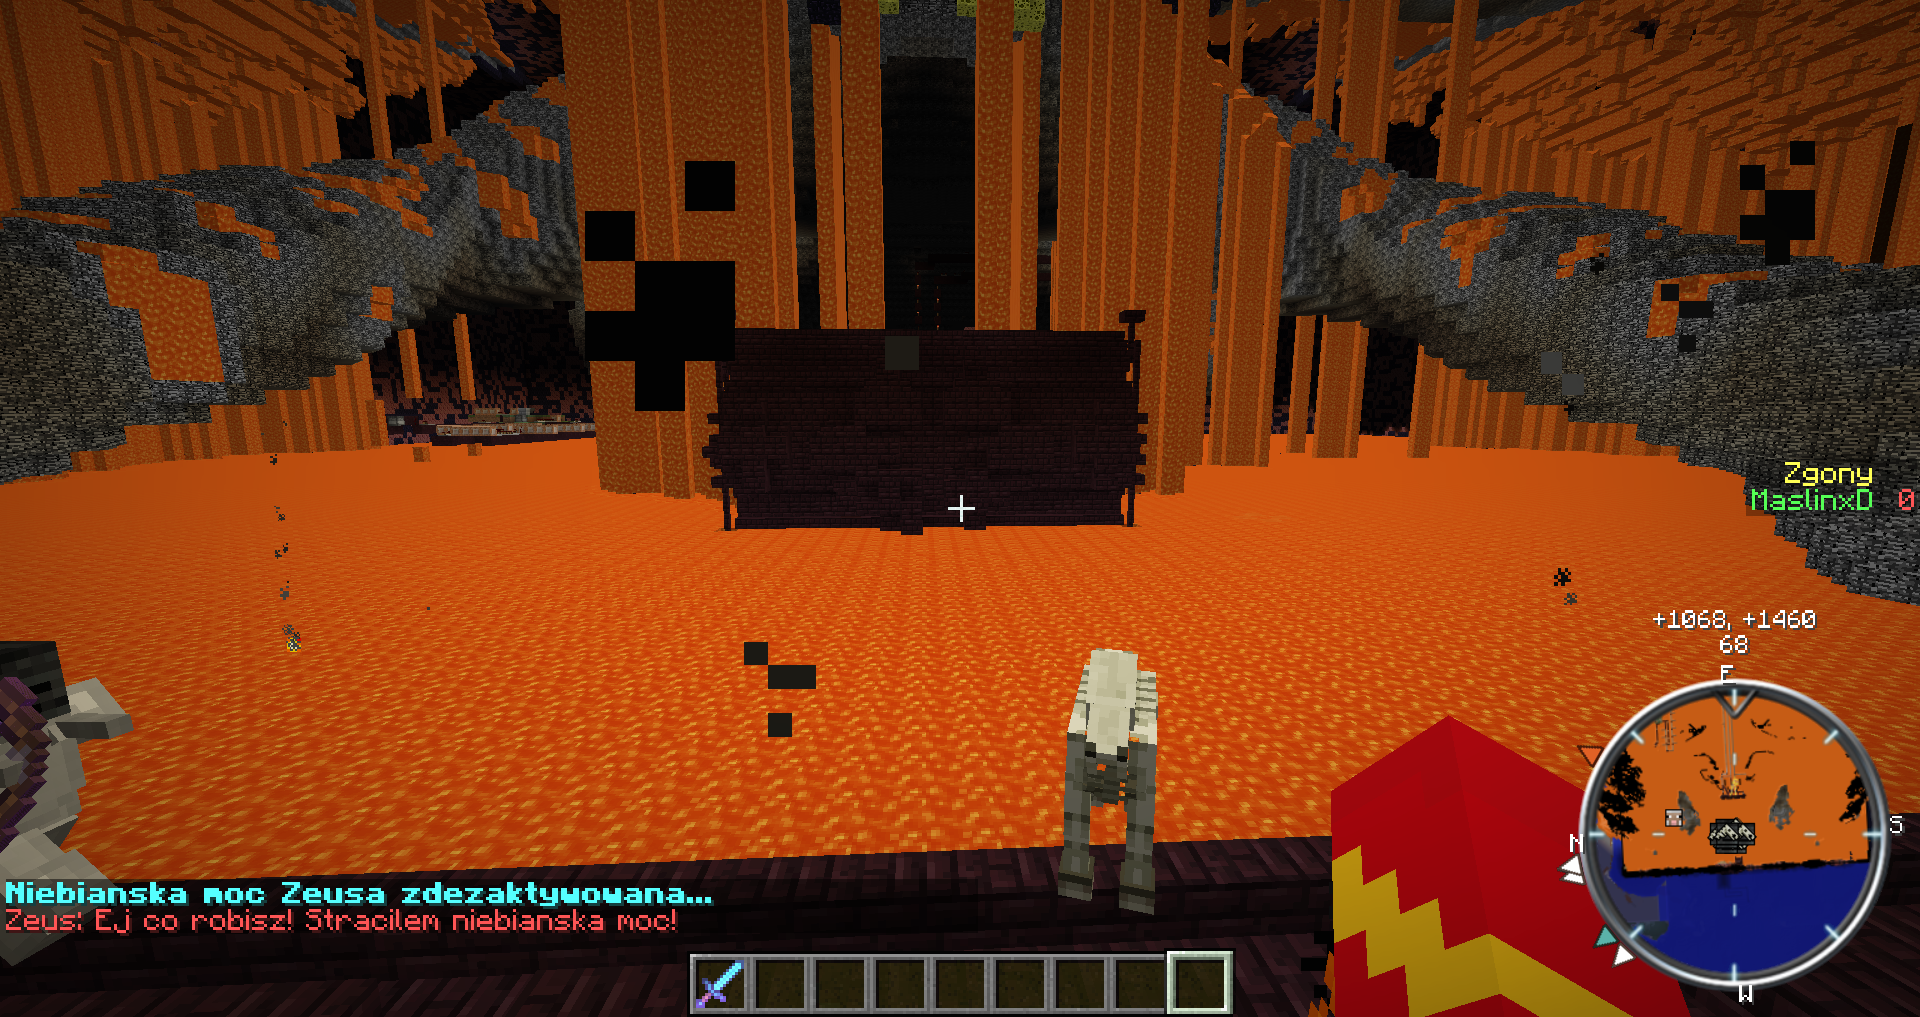 Zgony
MaslinxD 0
+1068, +1460
68
E
S
N
W
Niebianska moc Zeusa zdezaktywowana...
Zeus: Ej co robisz! Stracilem niebianska moc!